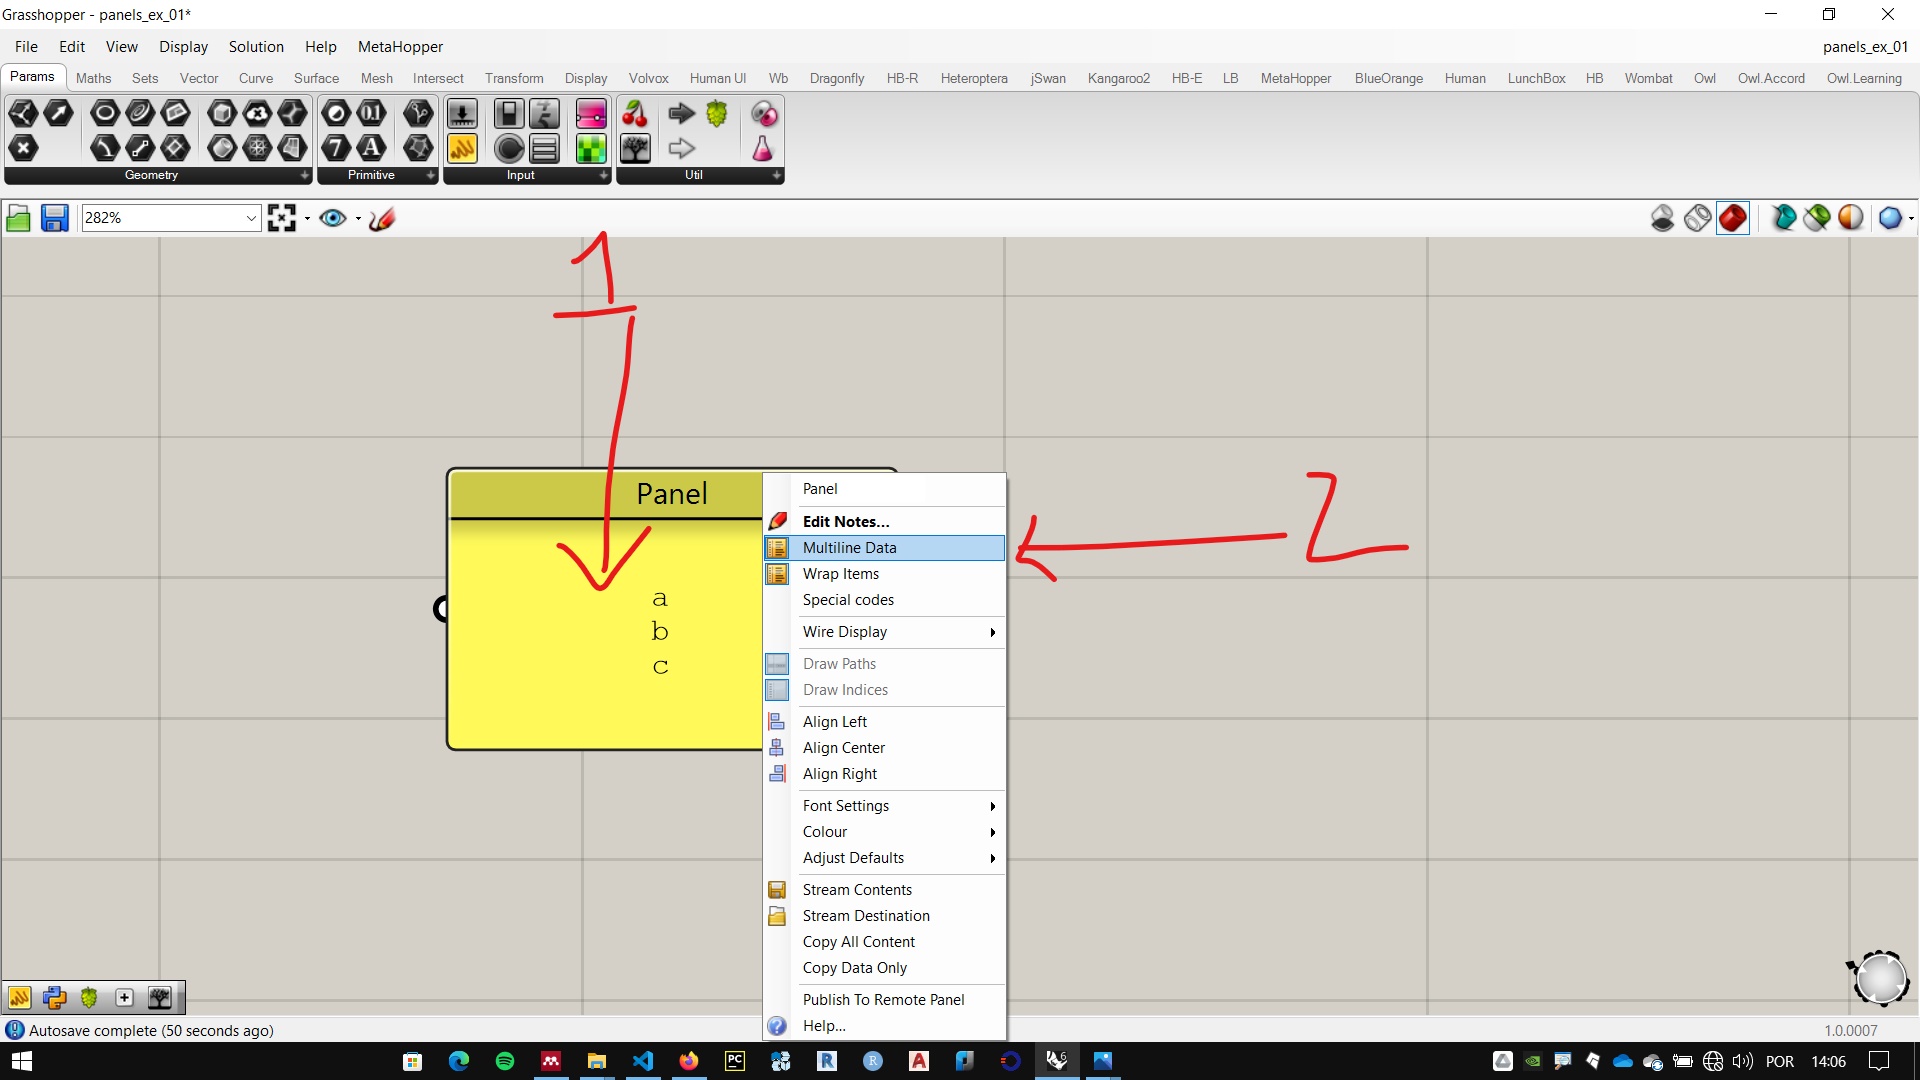 Grasshopper - panels_ex_01*
File Edit View Display Solution Help MetaHopper panels_ex_01
Params Maths Sets Vector Curve Surface Mesh Intersect Transform Display Volvox Human UI Wb Dragonfly HB-R Heteroptera jSwan Kangaroo2 HB-E LB MetaHopper BlueOrange Human LunchBox HB Wombat Owl Owl.Accord Owl.Learning
0.1
7 A
Geometry Primitive Input Util
282%
1
2
Panel
a
b
c
Panel
Edit Notes...
Multiline Data
Wrap Items
Special codes
Wire Display
Draw Paths
Draw Indices
Align Left
Align Center
Align Right
Font Settings
Colour
Adjust Defaults
Stream Contents
Stream Destination
Copy All Content
Copy Data Only
Publish To Remote Panel
Help...
Autosave complete (50 seconds ago) 1.0.0007
PC R R A 6 POR 14:06